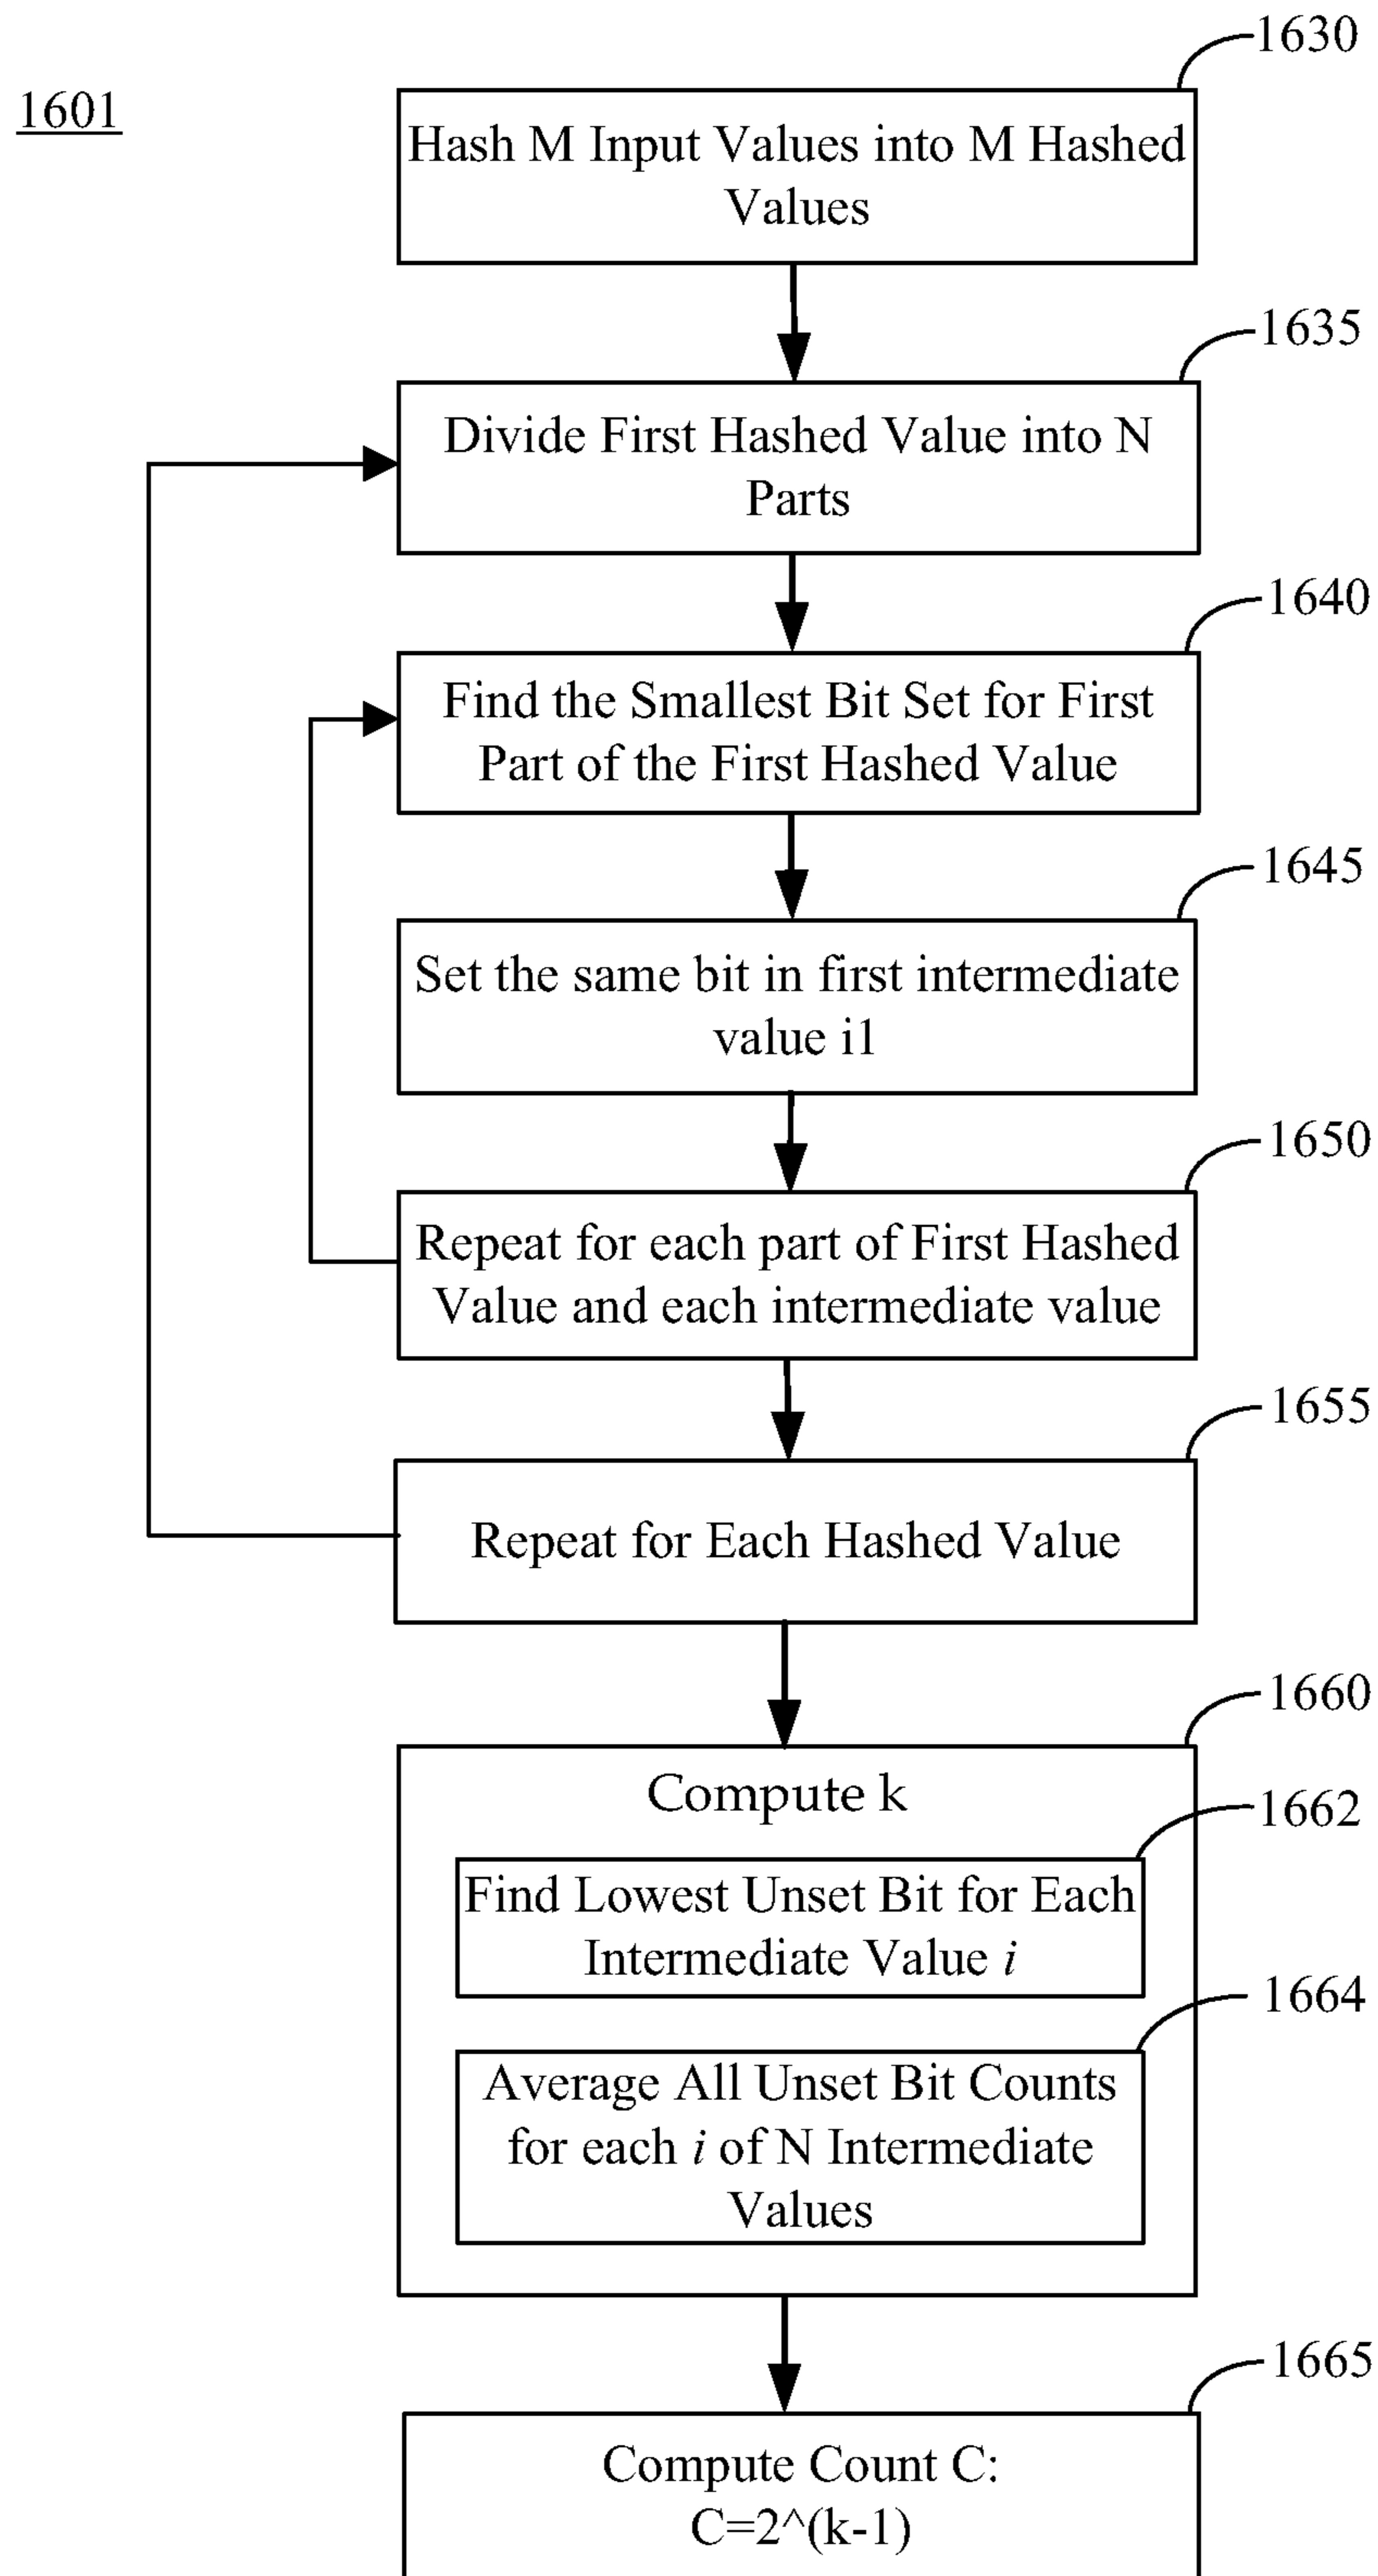 1630
1601
Hash M Input Values into M Hashed
Values
1635
Divide First Hashed Value into N
Parts
1640
Find the Smallest Bit Set for First
Part of the First Hashed Value
1645
Set the same bit in first intermediate
value i1
1650
Repeat for each part of First Hashed
Value and each intermediate value
1655
Repeat for Each Hashed Value
1660
Compute k
1662
Find Lowest Unset Bit for Each
Intermediate Value i
1664
Average All Unset Bit Counts
for each i of N Intermediate
Values
1665
Compute Count C:
C=2^(k-1)